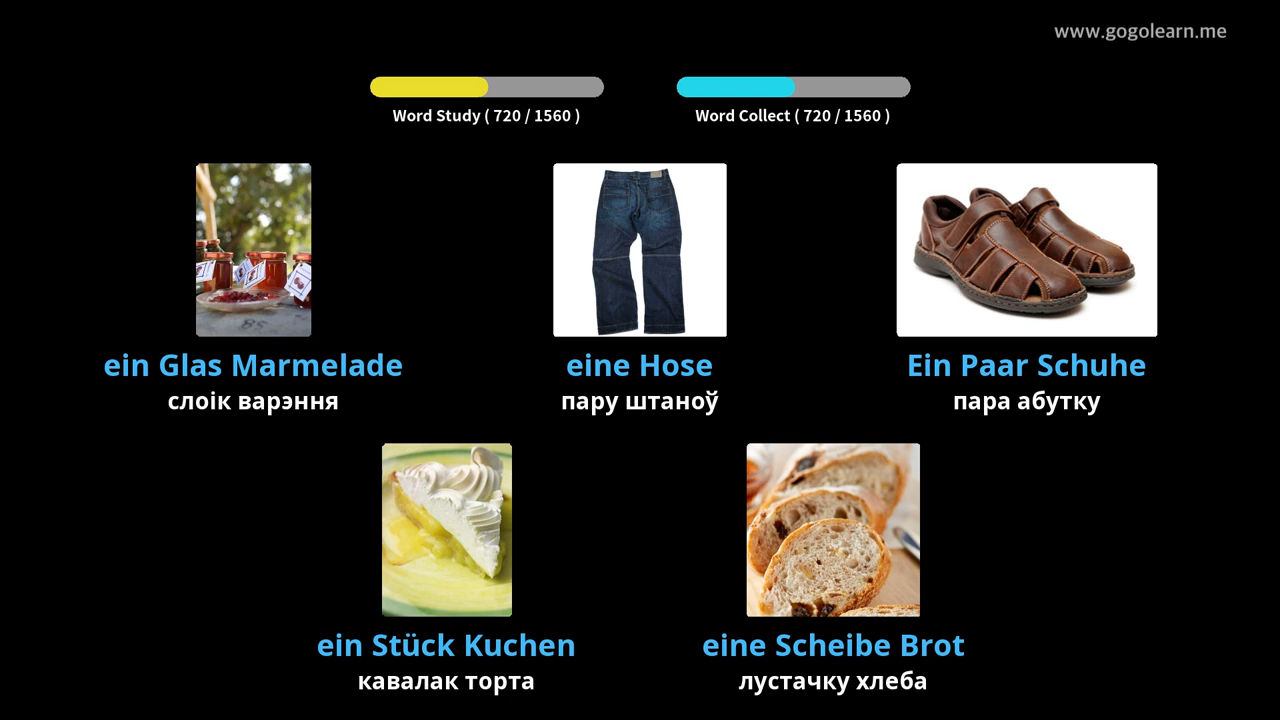 www.gogolearn.me
Word Study ( 720 / 1560 )
Word Collect ( 720 / 1560 )
ein Glas Marmelade
слоік варэння
eine Hose
пару штаноў
Ein Paar Schuhe
пара абутку
ein Stück Kuchen
кавалак торта
eine Scheibe Brot
лустачку хлеба